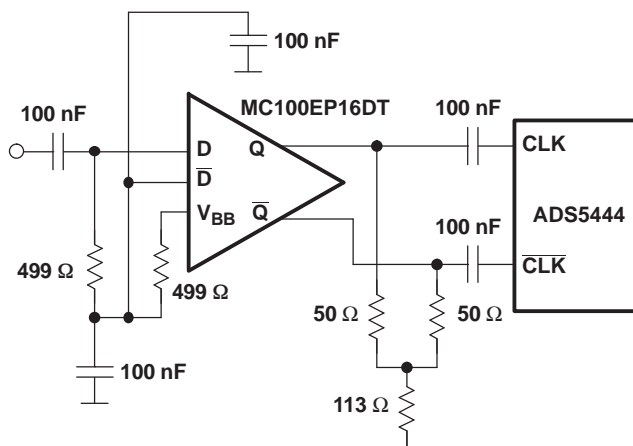 100 nF
MC100EP16DT
100 nF
100 nF
D
Q
CLK
D̅
ADS5444
V_BB
Q̅
100 nF
C̅L̅K̅
499 Ω
499 Ω
50 Ω
50 Ω
100 nF
113 Ω